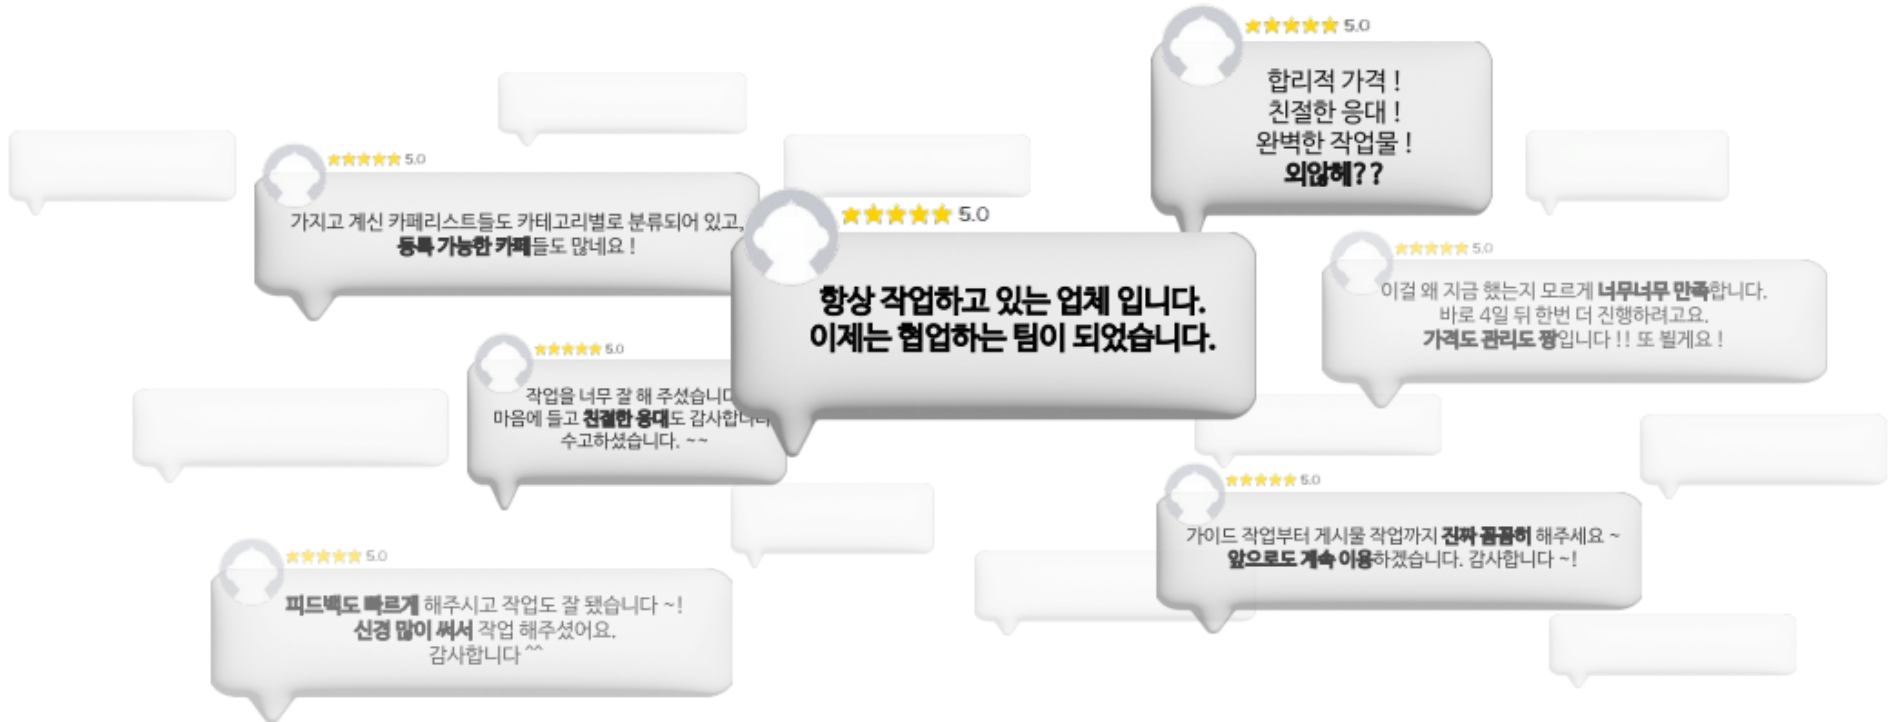 5.0
합리적 가격 !
친절한 응대 !
완벽한 작업물 !
외않헤??
5.0
가지고 계신 카페리스트들도 카테고리별로 분류되어 있고,
등록 가능한 카페들도 많네요 !
5.0
항상 작업하고 있는 업체 입니다.
이제는 협업하는 팀이 되었습니다.
5.0
이걸 왜 지금 했는지 모르게 너무너무 만족합니다.
바로 4일 뒤 한번 더 진행하려고요.
가격도 관리도 짱입니다 !! 또 뵐게요 !
5.0
작업을 너무 잘 해 주셨습니다
마음에 들고 친절한 응대도 감사합니다
수고하셨습니다. ~~
5.0
가이드 작업부터 게시물 작업까지 진짜 꼼꼼히 해주세요 ~
앞으로도 계속 이용하겠습니다. 감사합니다 ~!
5.0
피드백도 빠르게 해주시고 작업도 잘 됐습니다 ~!
신경 많이 써서 작업 해주셨어요.
감사합니다 ^^